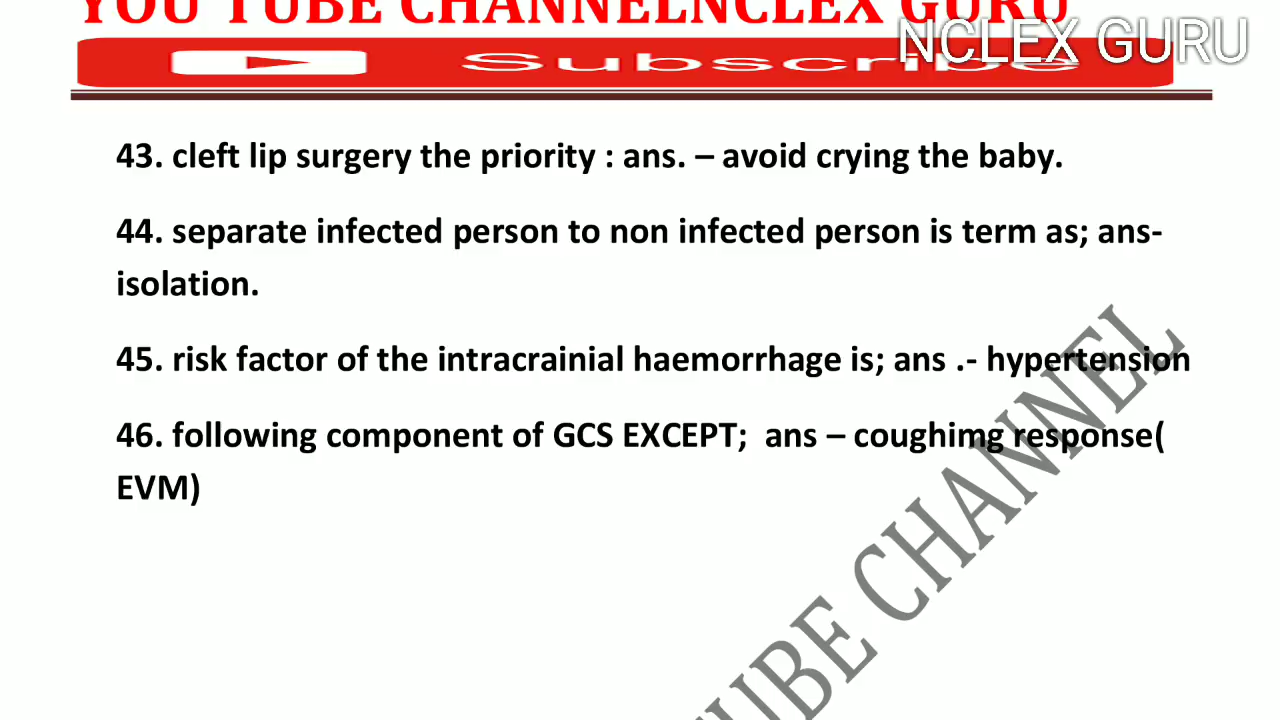 YOU TUBE CHANNELNCLEX GURU
NCLEX GURU
Subscribe
43. cleft lip surgery the priority : ans. – avoid crying the baby.
44. separate infected person to non infected person is term as; ans-
isolation.
45. risk factor of the intracrainial haemorrhage is; ans .- hypertension
46. following component of GCS EXCEPT;  ans – coughimg response(
EVM)
TUBE CHANNEL